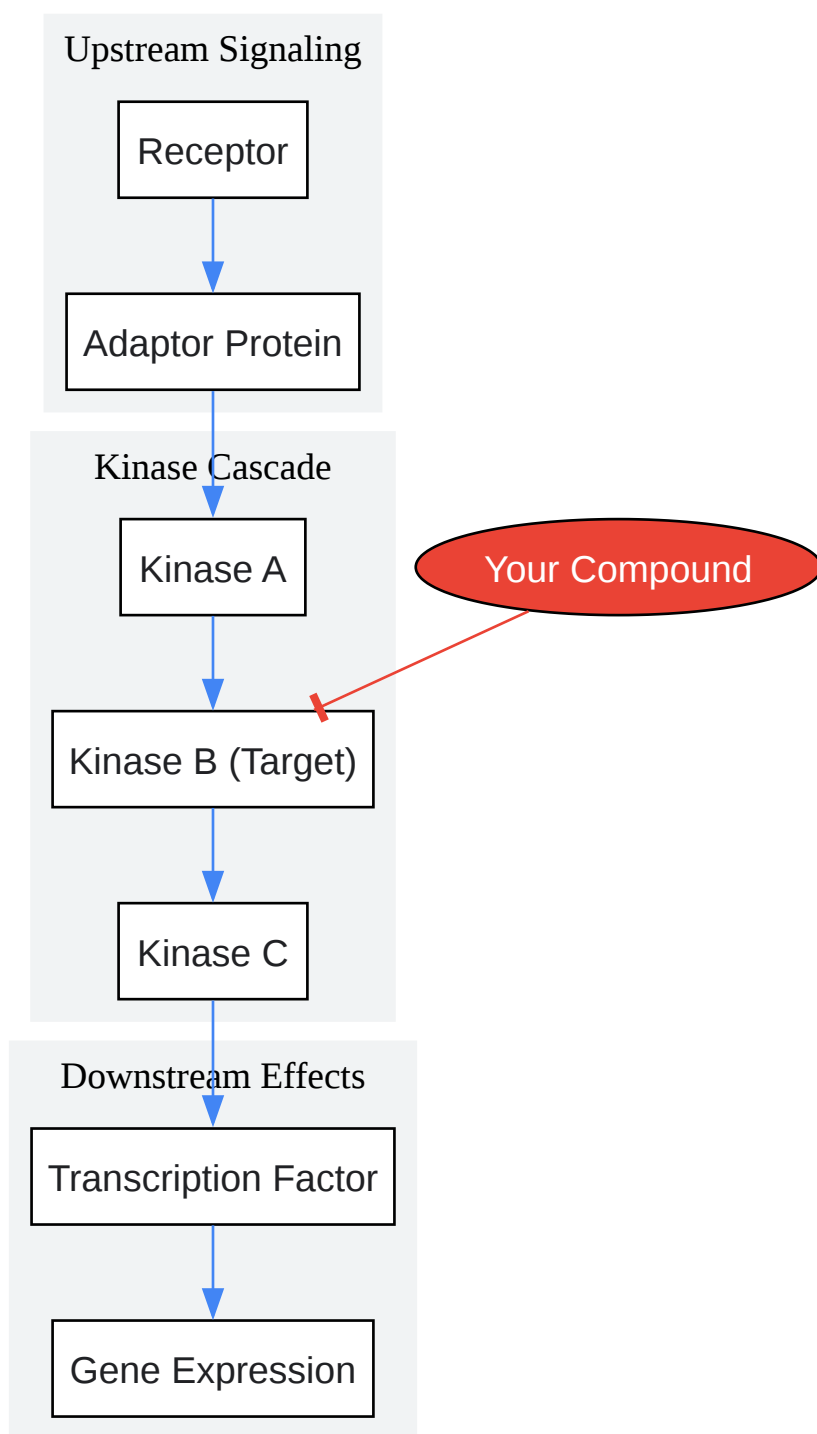 Upstream Signaling
Receptor
Adaptor Protein
Kinase Cascade
Kinase A
Your Compound
Kinase B (Target)
Kinase C
Downstream Effects
Transcription Factor
Gene Expression